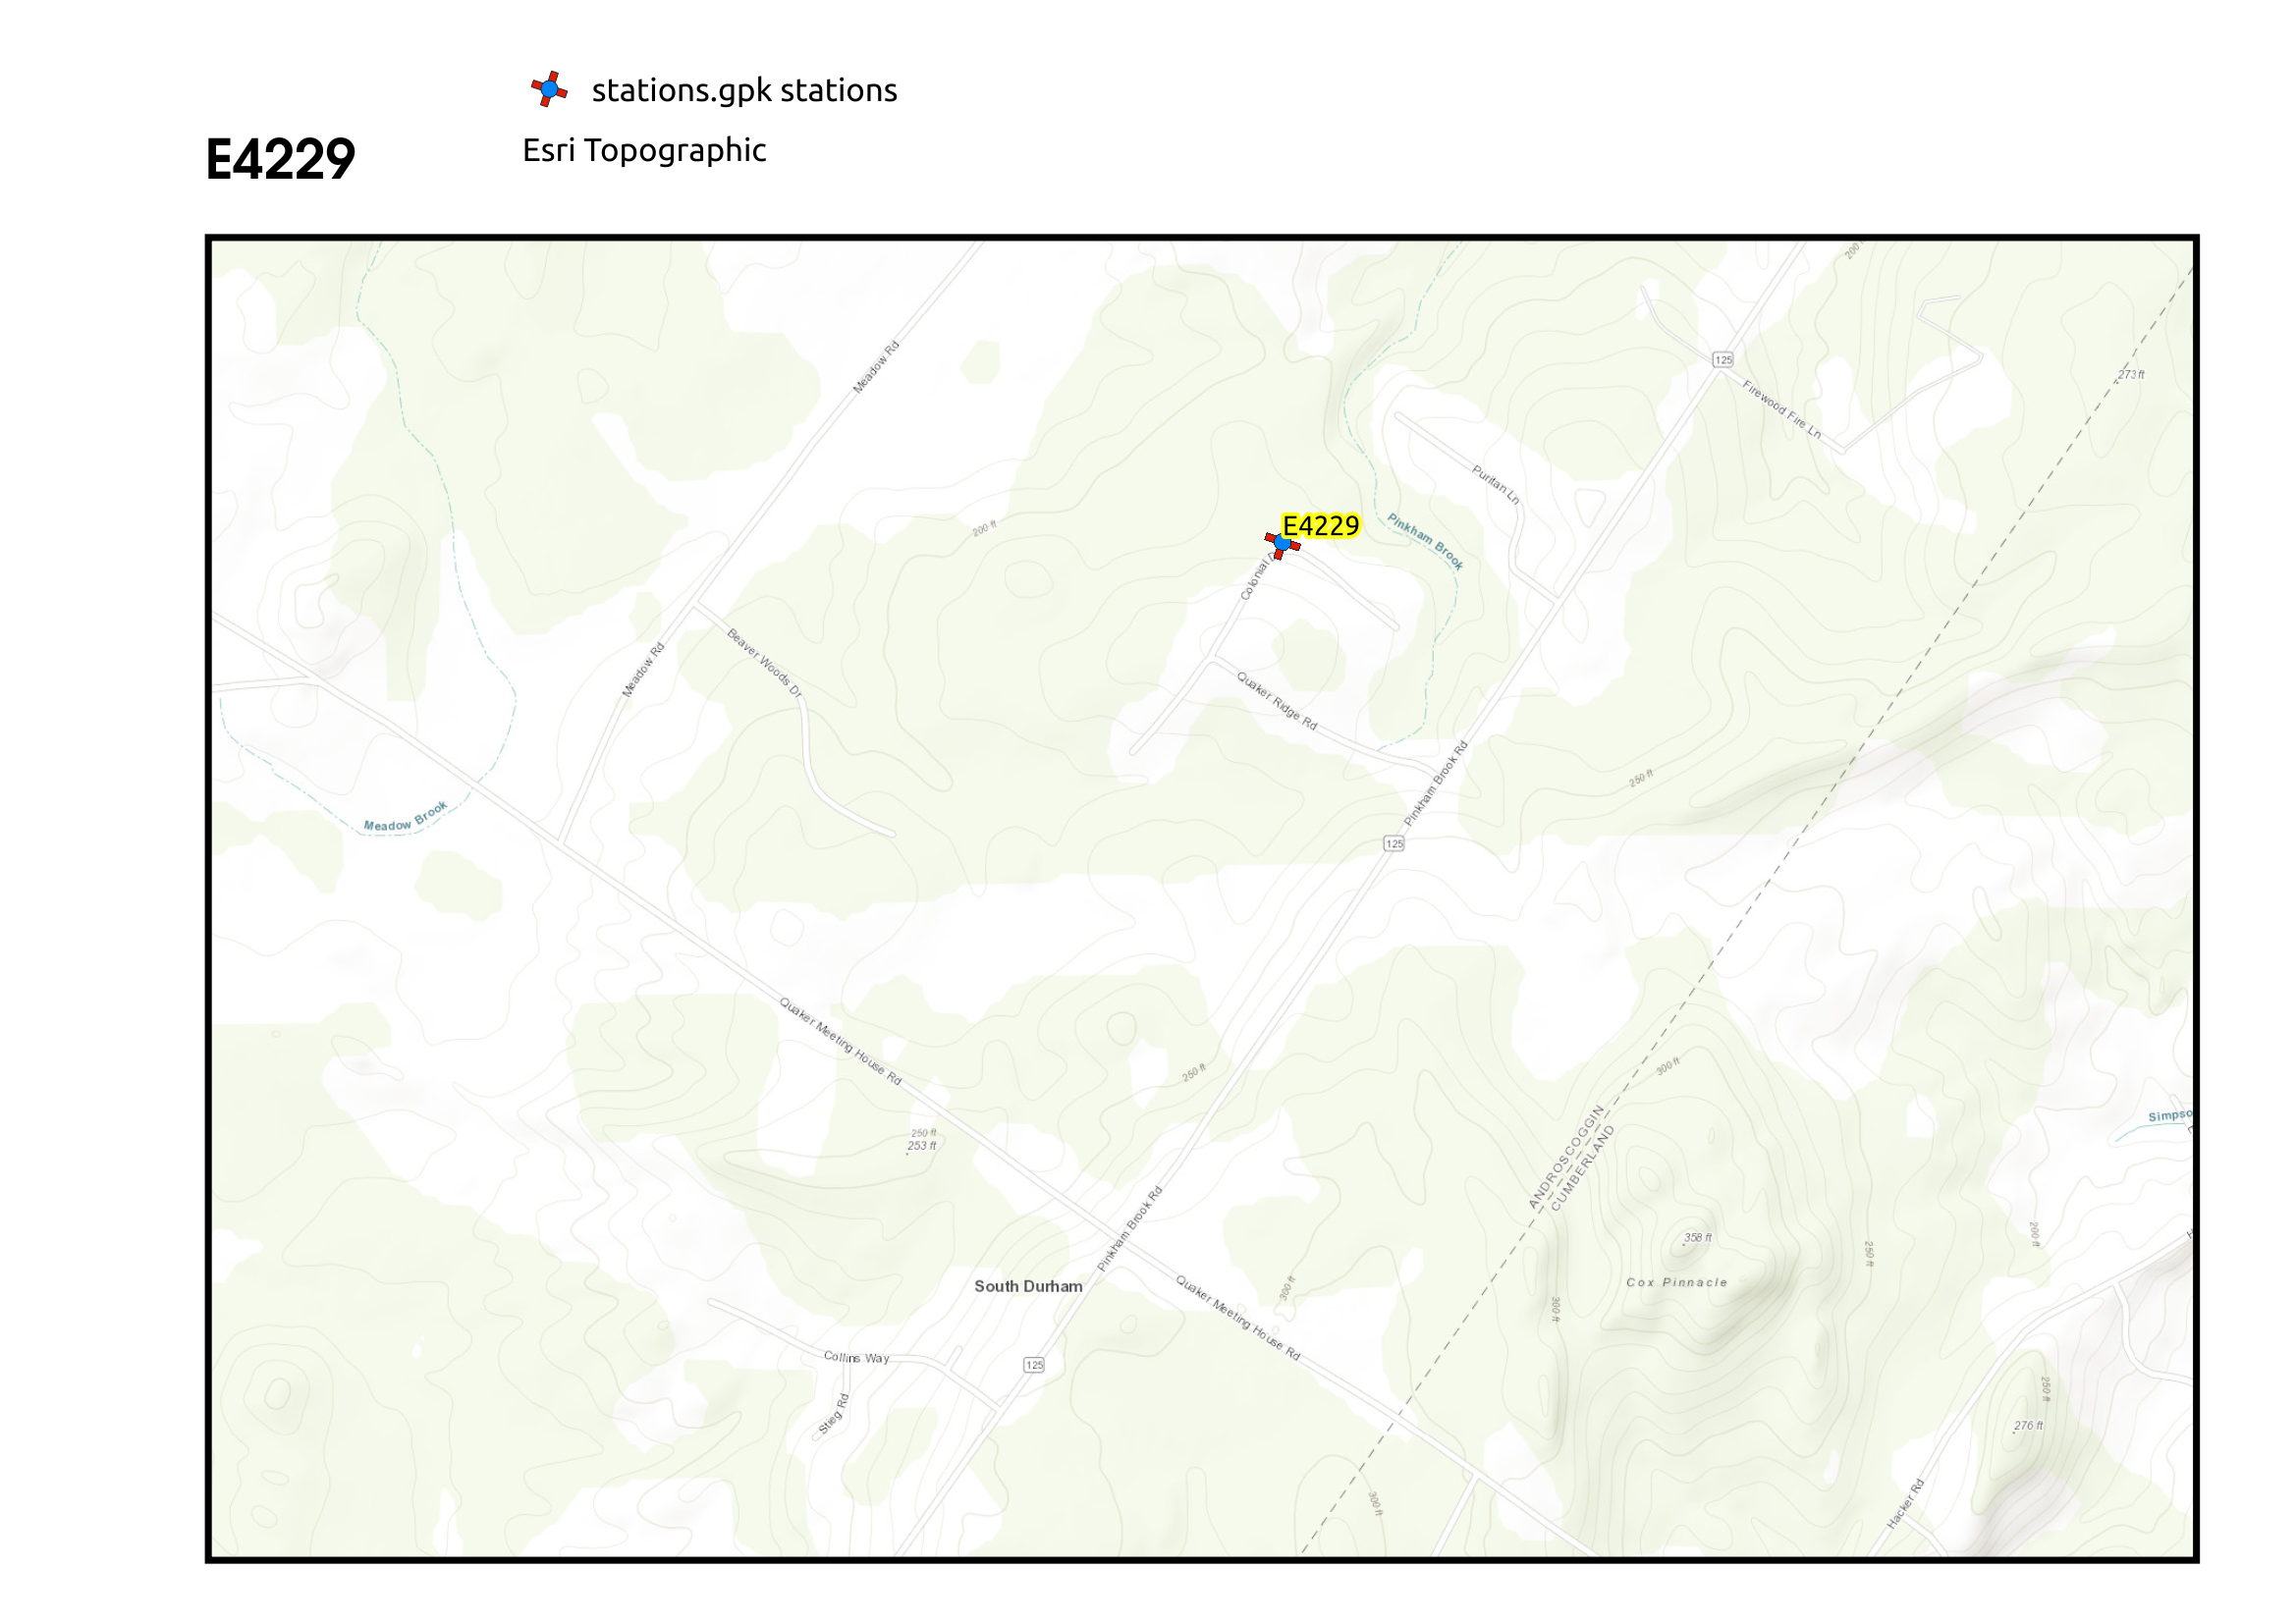 stations.gpk stations
E4229
Esri Topographic
200 ft
Meadow Rd
125
Firewood Fire Ln
273 ft
Puritan Ln
200 ft
E4229
Pinkham Brook
Colonial
Meadow Rd
Beaver Woods Dr
Quaker Ridge Rd
Pinkham Brook Rd
250 ft
Meadow Brook
125
Quaker Meeting House Rd
250 ft
300 ft
250 ft
253 ft
Simpso
ANDROSCOGGIN
CUMBERLAND
Pinkham Brook Rd
358 ft
250 ft
200 ft
South Durham
Cox Pinnacle
Quaker Meeting House Rd
300 ft
300 ft
Collins Way
125
Stieg Rd
250 ft
276 ft
300 ft
Hacker Rd